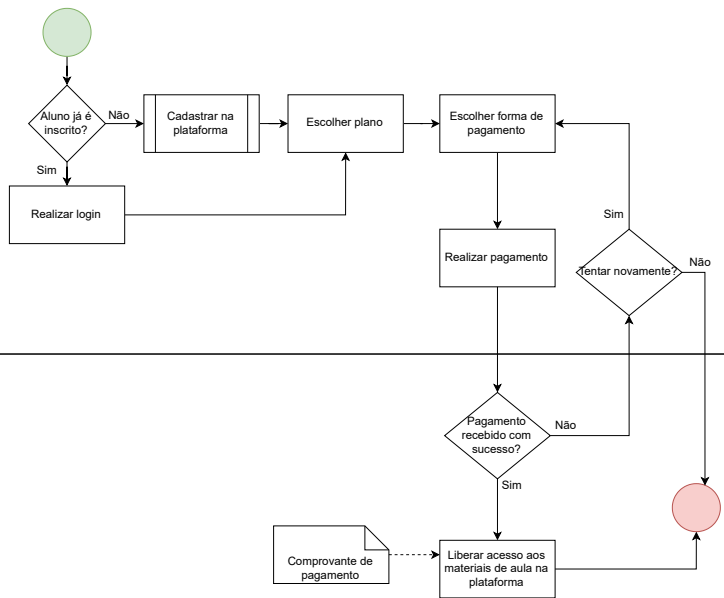 Aluno já é
inscrito?
Não
Cadastrar na
plataforma
Escolher plano
Escolher forma de
pagamento
Sim
Realizar login
Sim
Realizar pagamento
Tentar novamente?
Não
Pagamento
recebido com
sucesso?
Não
Sim
Comprovante de
pagamento
Liberar acesso aos
materiais de aula na
plataforma